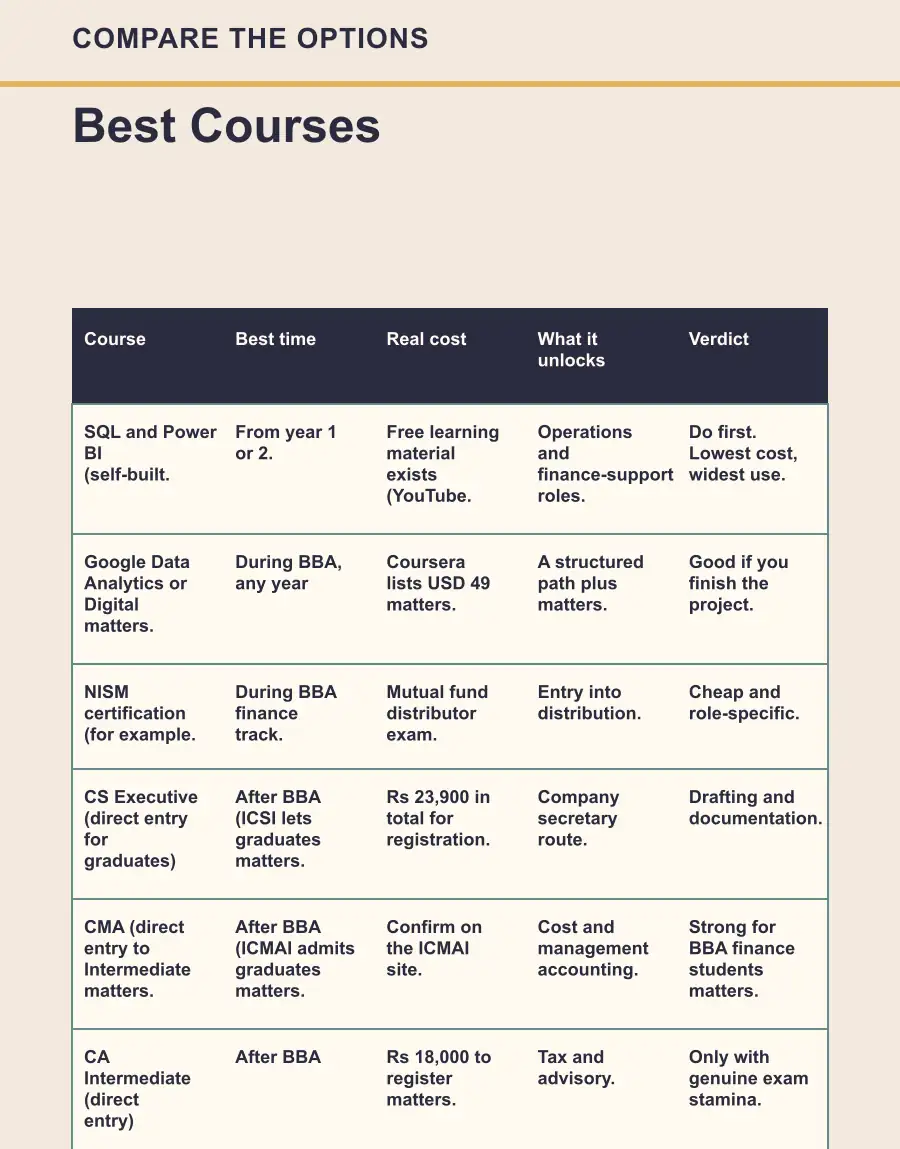 COMPARE THE OPTIONS
Best Courses
Course
Best time
Real cost
What it
unlocks
Verdict
SQL and Power
BI
(self-built.
From year 1
or 2.
Free learning
material
exists
(YouTube.
Operations
and
finance-support
roles.
Do first.
Lowest cost,
widest use.
Google Data
Analytics or
Digital
matters.
During BBA,
any year
Coursera
lists USD 49
matters.
A structured
path plus
matters.
Good if you
finish the
project.
NISM
certification
(for example.
During BBA
finance
track.
Mutual fund
distributor
exam.
Entry into
distribution.
Cheap and
role-specific.
CS Executive
(direct entry
for
graduates)
After BBA
(ICSI lets
graduates
matters.
Rs 23,900 in
total for
registration.
Company
secretary
route.
Drafting and
documentation.
CMA (direct
entry to
Intermediate
matters.
After BBA
(ICMAI admits
graduates
matters.
Confirm on
the ICMAI
site.
Cost and
management
accounting.
Strong for
BBA finance
students
matters.
CA
Intermediate
(direct
entry)
After BBA
Rs 18,000 to
register
matters.
Tax and
advisory.
Only with
genuine exam
stamina.